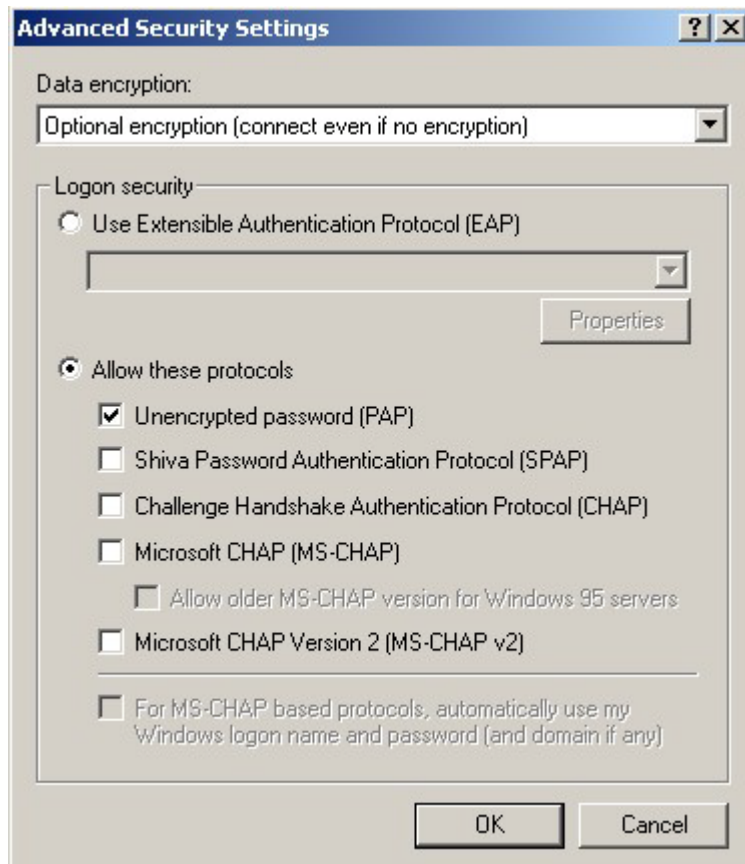 Advanced Security Settings
Data encryption:
Optional encryption (connect even if no encryption)
Logon security
Use Extensible Authentication Protocol (EAP)
Properties
Allow these protocols
Unencrypted password (PAP)
Shiva Password Authentication Protocol (SPAP)
Challenge Handshake Authentication Protocol (CHAP)
Microsoft CHAP (MS-CHAP)
Allow older MS-CHAP version for Windows 95 servers
Microsoft CHAP Version 2 (MS-CHAP v2)
For MS-CHAP based protocols, automatically use my
Windows logon name and password (and domain if any)
OK Cancel